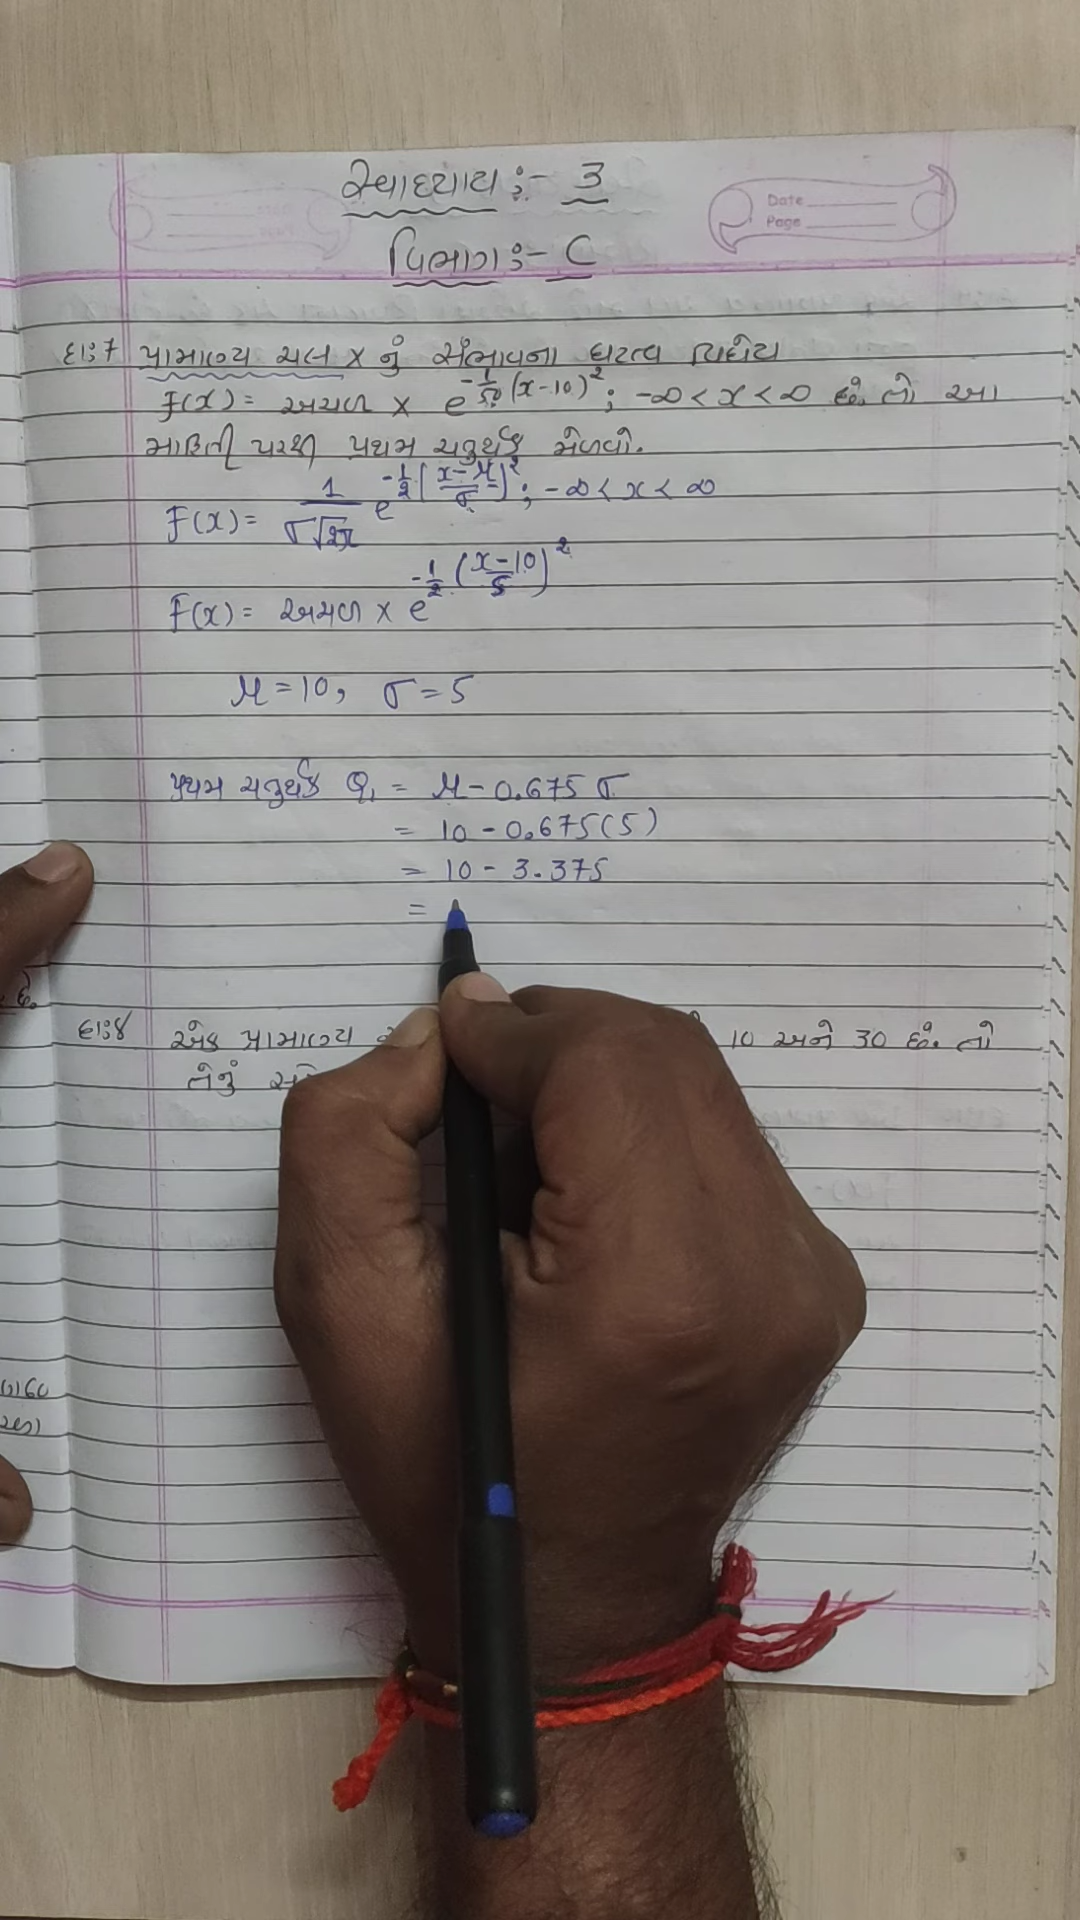 સ્વાધ્યાય:- 3
Date
Page
વિભાગ:- C
દા:7 પ્રામાણ્ય ચલ x નું સંભાવના ઘટત્વ વિધેય
f(x) = અચળ × e^{-1/50 (x-10)^2}; -∞ < x < ∞ છે. તો આ
માહિતી પરથી પ્રથમ ચતુર્થક મેળવો.
F(x) = 1/(σ√2π) e^{-1/2 ((x-μ)/σ)^2}; -∞ < x < ∞
F(x) = અચળ × e^{-1/2 ((x-10)/5)^2}
μ = 10, σ = 5
પ્રથમ ચતુર્થક Q₁ = μ - 0.675 σ
= 10 - 0.675(5)
= 10 - 3.375
=
છે.
દા:8 એક પ્રામાણ્ય 10 અને 30 છે. તો
તેનું